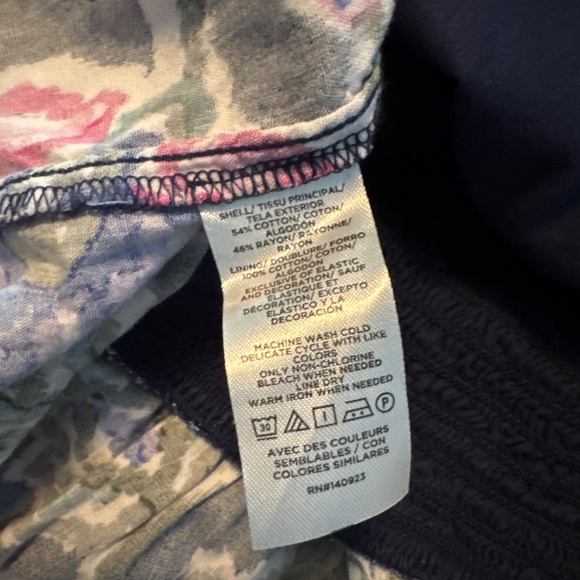 SHELL/ TISSU PRINCIPAL/
TELA EXTERIOR
54% COTTON/ COTON/
ALGODÓN
46% RAYON/ RAYONNE/
RAYON
LINING/ DOUBLURE/ FORRO
100% COTTON/ COTON/
ALGODÓN
EXCLUSIVE OF ELASTIC
AND DECORATION/ SAUF
ELASTIQUE ET
DÉCORATION/ EXCEPTO
ELÁSTICO Y LA
DECORACIÓN
MACHINE WASH COLD
DELICATE CYCLE WITH LIKE
COLORS
ONLY NON-CHLORINE
BLEACH WHEN NEEDED
LINE DRY
WARM IRON WHEN NEEDED
30 P
AVEC DES COULEURS
SEMBLABLES / CON
COLORES SIMILARES
RN#140923